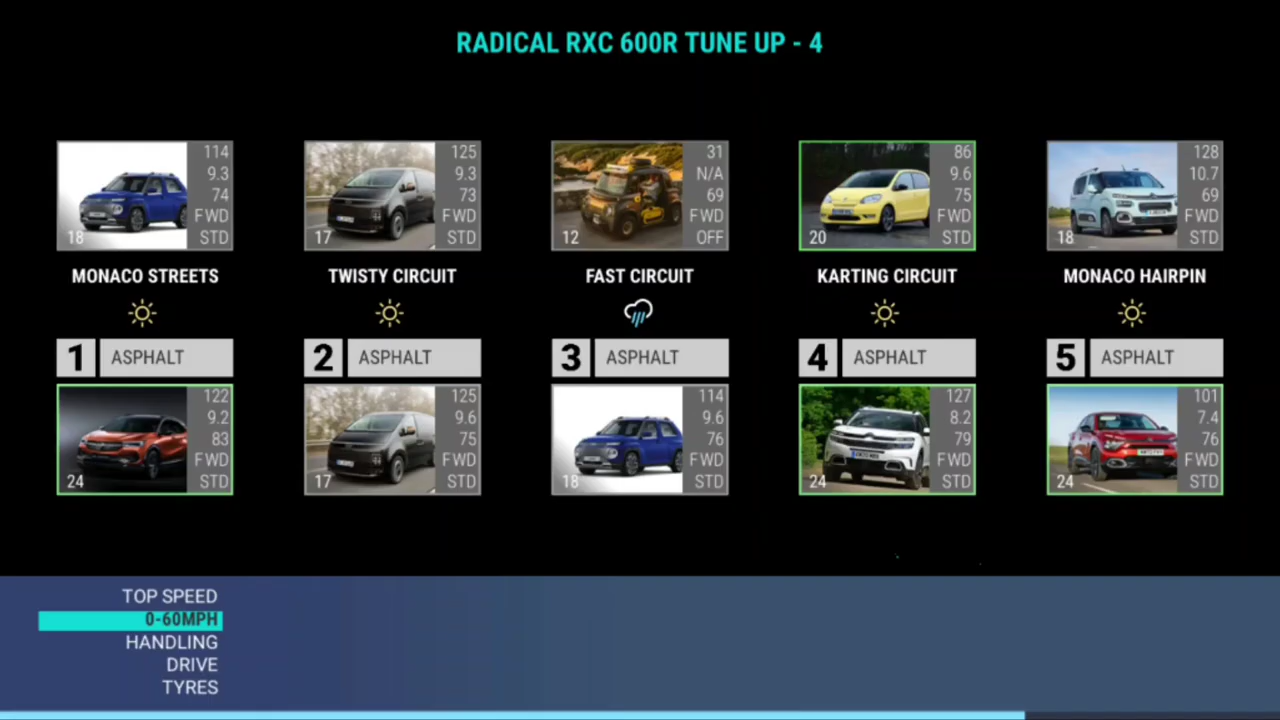 RADICAL RXC 600R TUNE UP - 4
114
9.3
74
FWD
18 STD
125
9.3
73
FWD
17 STD
31
N/A
69
FWD
12 OFF
86
9.6
75
FWD
20 STD
128
10.7
69
FWD
18 STD
MONACO STREETS
TWISTY CIRCUIT
FAST CIRCUIT
KARTING CIRCUIT
MONACO HAIRPIN
1 ASPHALT
2 ASPHALT
3 ASPHALT
4 ASPHALT
5 ASPHALT
122
9.2
83
FWD
24 STD
125
9.6
75
FWD
17 STD
114
9.6
76
FWD
18 STD
127
8.2
79
FWD
24 STD
101
7.4
76
FWD
24 STD
TOP SPEED
0-60MPH
HANDLING
DRIVE
TYRES